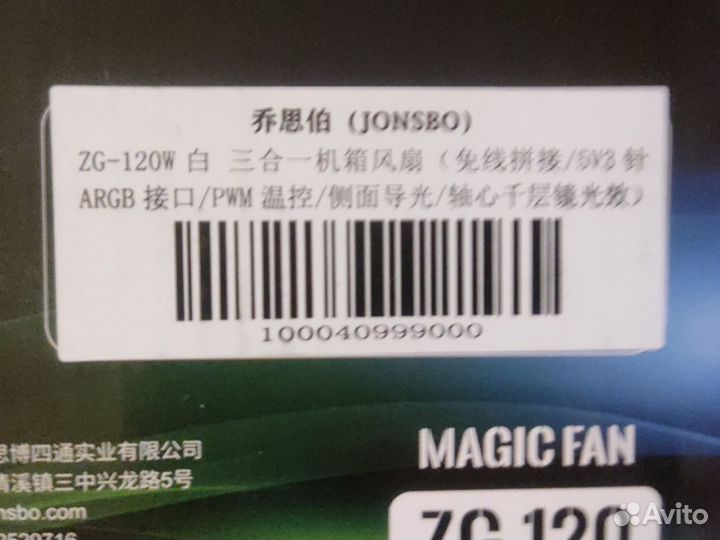 乔思伯 (JONSBO)
ZG-120W 白 三合一机箱风扇 (免线拼接/5V3 针
ARGB 接口/PWM 温控/侧面导光/轴心千层镜光效)
100040999000
思博四通实业有限公司
清溪镇三中兴龙路5号
nsbo.com
MAGIC FAN
ZG-120
Avito